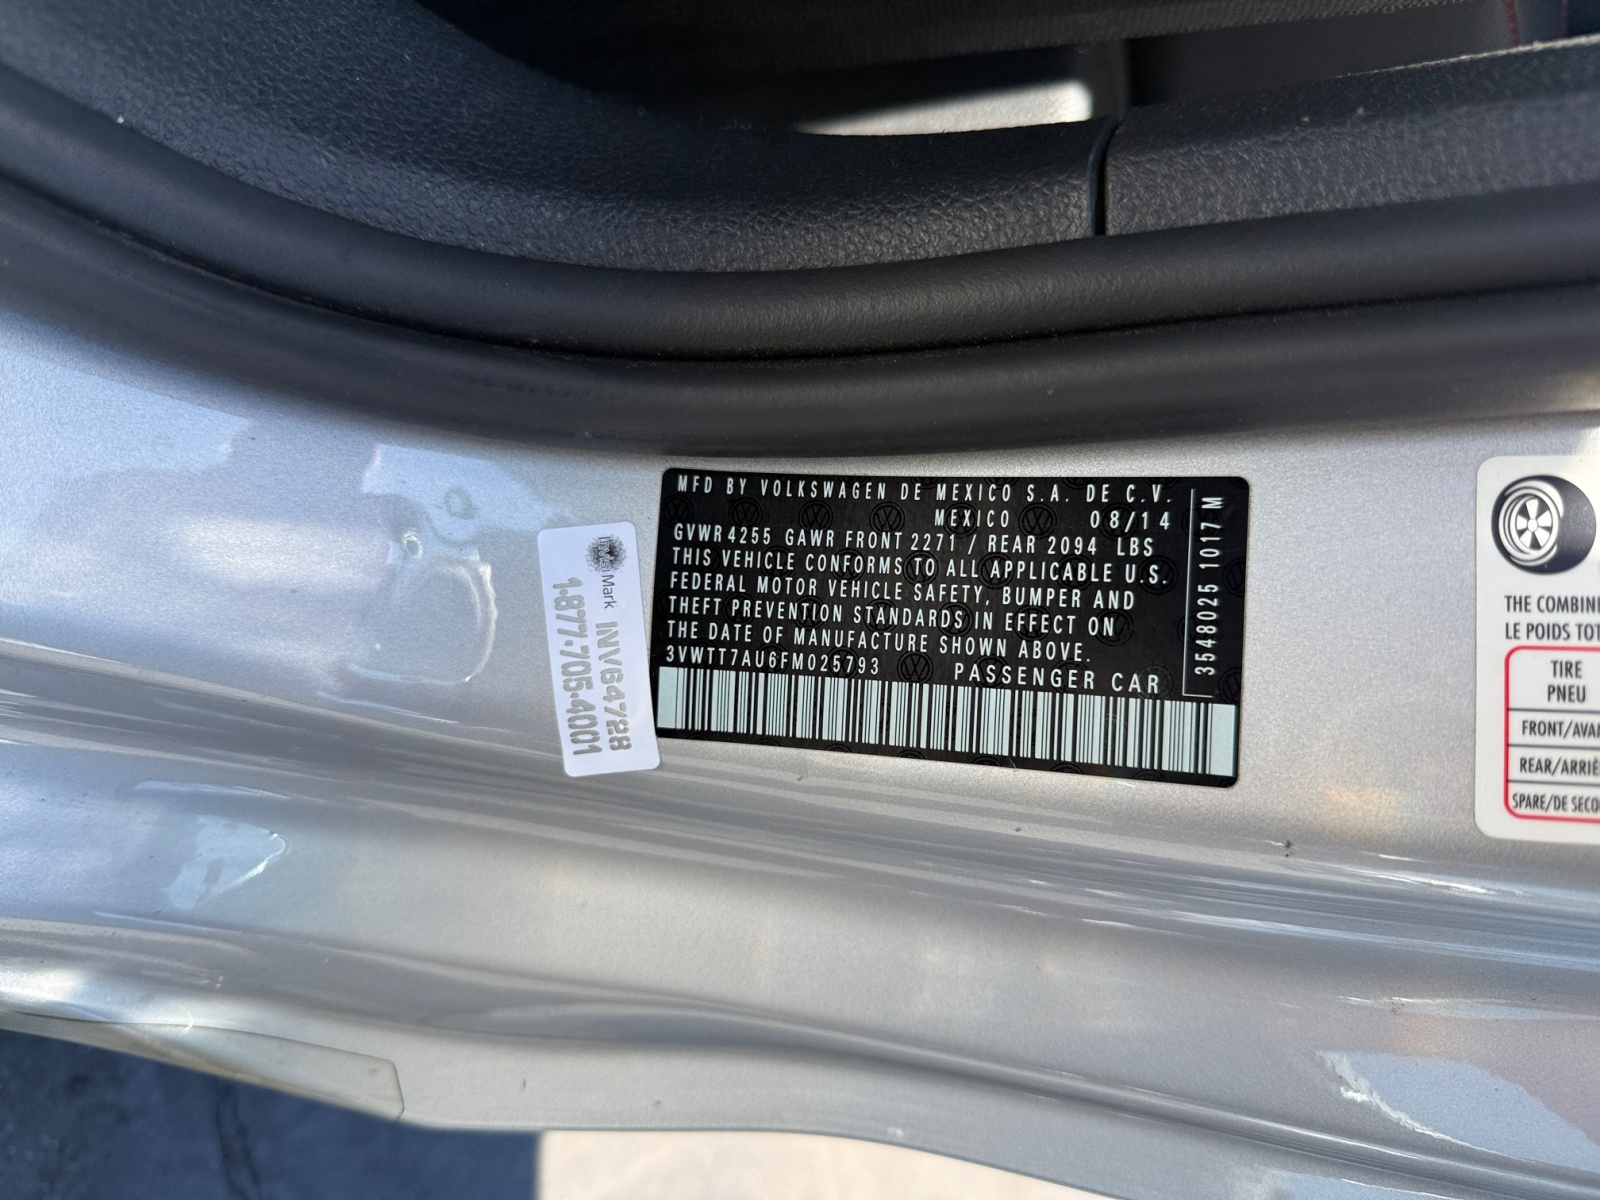 MFD BY VOLKSWAGEN DE MEXICO S.A. DE C.V.
MEXICO 08/14
GVWR 4255 GAWR FRONT 2271 / REAR 2094 LBS
THIS VEHICLE CONFORMS TO ALL APPLICABLE U.S.
FEDERAL MOTOR VEHICLE SAFETY, BUMPER AND
THEFT PREVENTION STANDARDS IN EFFECT ON
THE DATE OF MANUFACTURE SHOWN ABOVE.
3VWTT7AU6FM025793 PASSENGER CAR
3548025 1017 M
Mark INV64728
1-877-705-4001
THE COMBIN
LE POIDS TOT
TIRE
PNEU
FRONT/AVA
REAR/ARRIÈ
SPARE/DE SECO